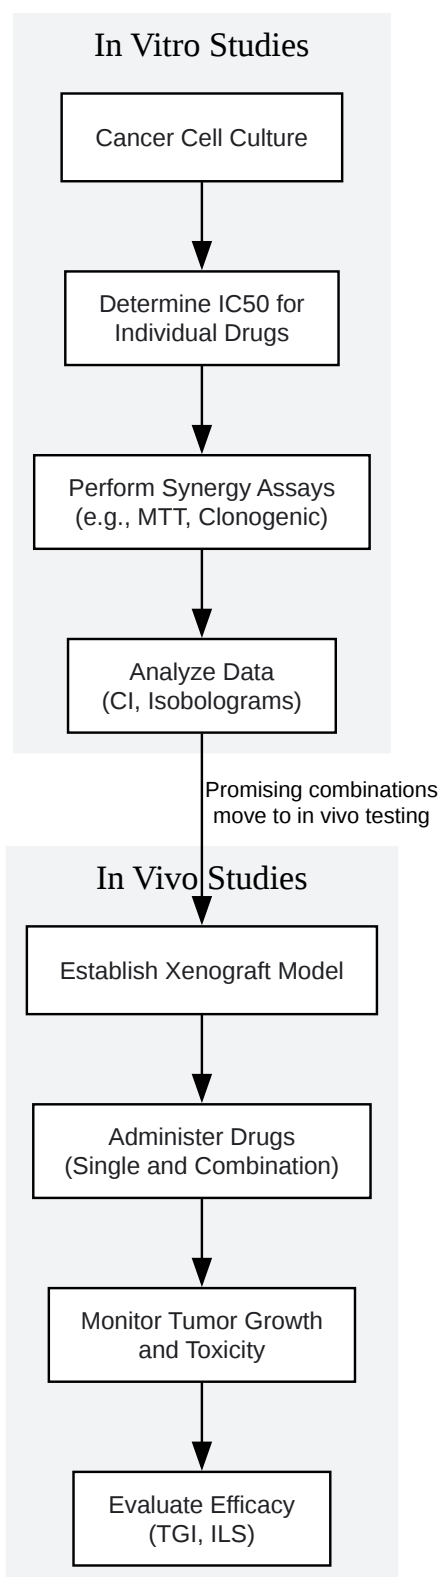 In Vitro Studies
Cancer Cell Culture
Determine IC50 for
Individual Drugs
Perform Synergy Assays
(e.g., MTT, Clonogenic)
Analyze Data
(CI, Isobolograms)
Promising combinations
move to in vivo testing
In Vivo Studies
Establish Xenograft Model
Administer Drugs
(Single and Combination)
Monitor Tumor Growth
and Toxicity
Evaluate Efficacy
(TGI, ILS)